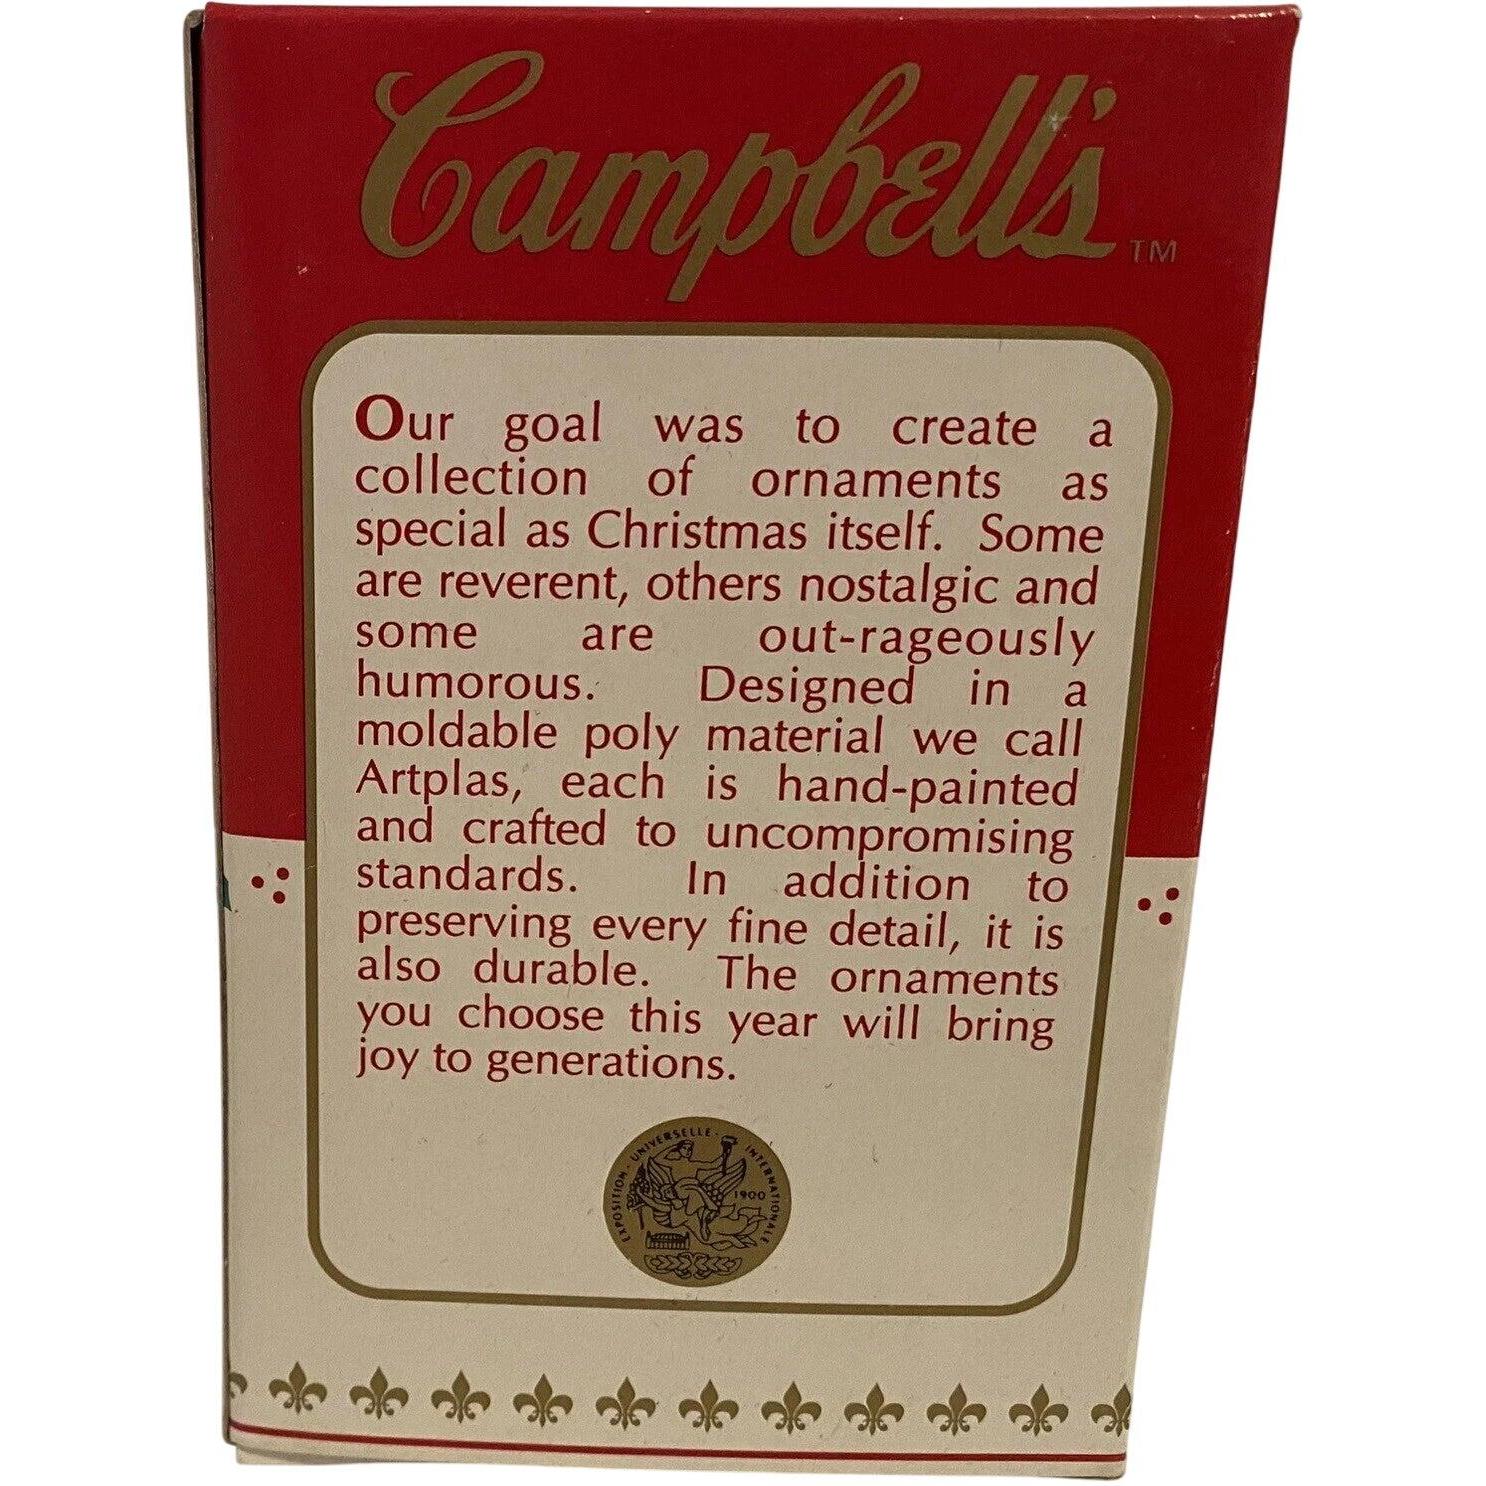 Campbell's TM
Our goal was to create a
collection of ornaments as
special as Christmas itself. Some
are reverent, others nostalgic and
some are out-rageously
humorous. Designed in a
moldable poly material we call
Artplas, each is hand-painted
and crafted to uncompromising
standards. In addition to
preserving every fine detail, it is
also durable. The ornaments
you choose this year will bring
joy to generations.
EXPOSITION · UNIVERSELLE · INTERNATIONALE
1900